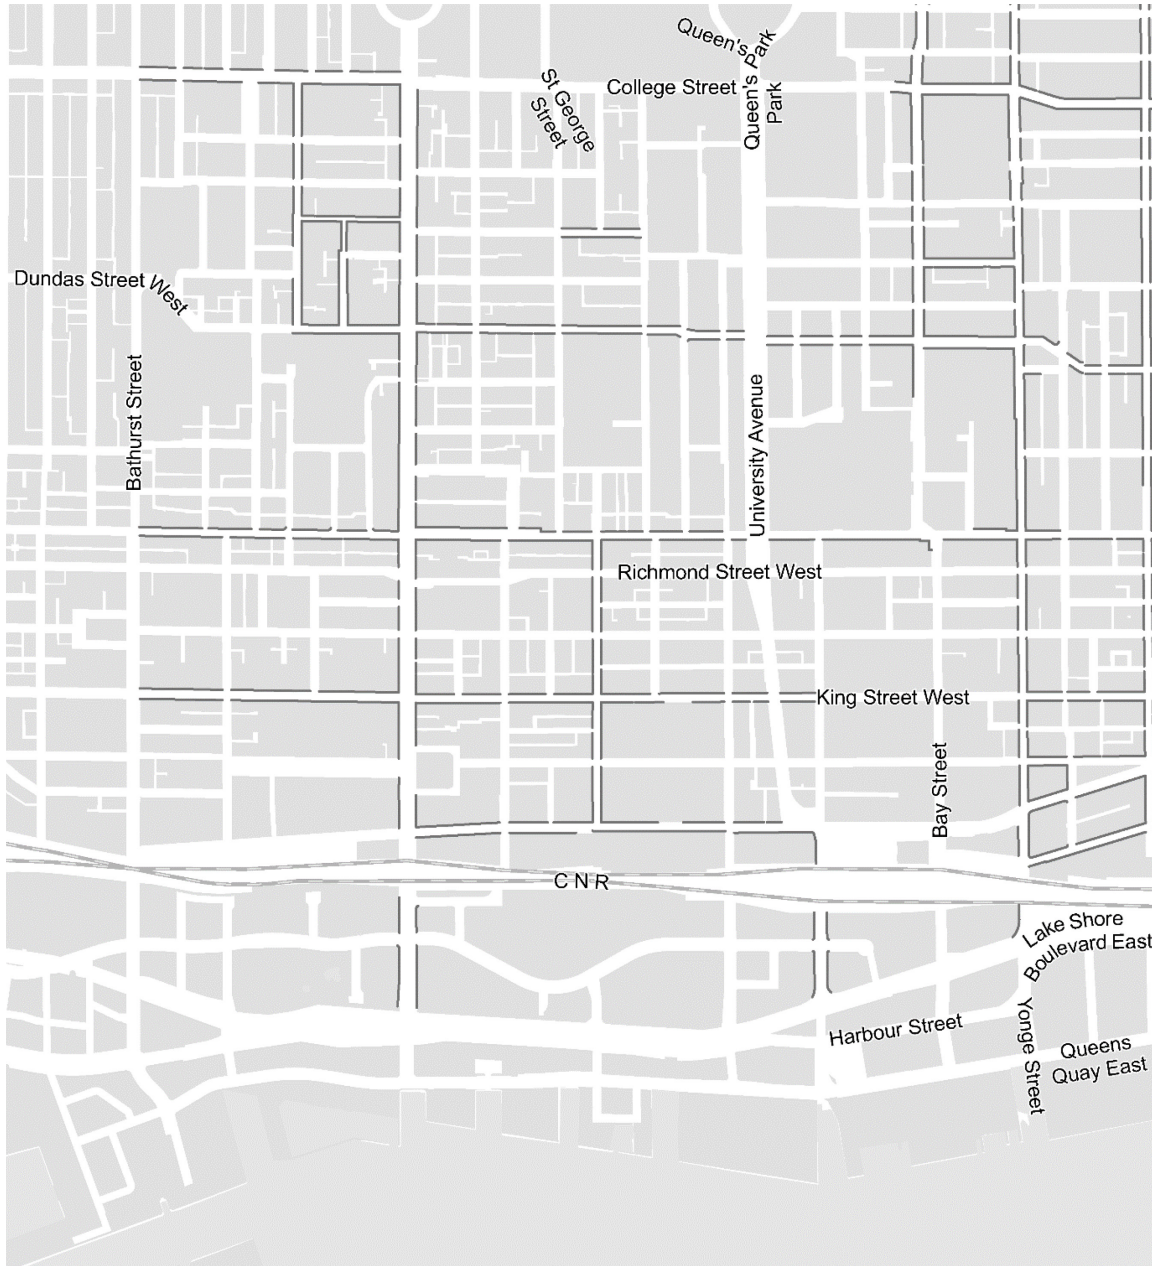 Queen's Park
College Street
St George
Street
Queen's Park
Park
Dundas Street West
Bathurst Street
University Avenue
Richmond Street West
King Street West
Bay Street
C N R
Lake Shore
Boulevard East
Harbour Street
Yonge Street
Queens
Quay East